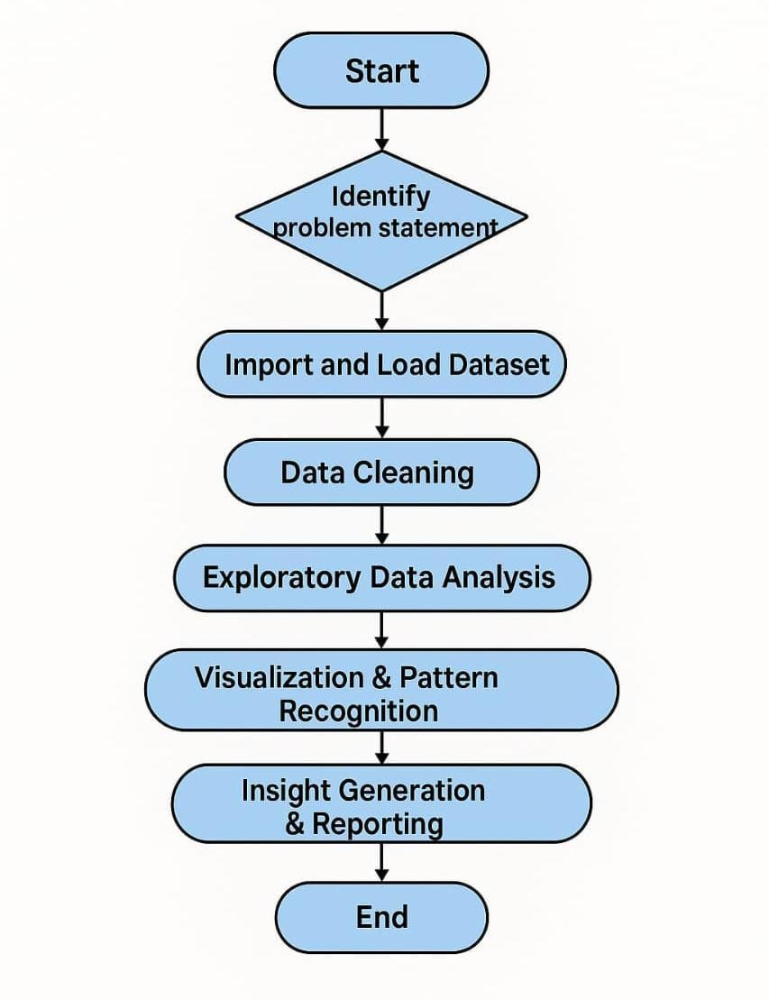 Start
Identify
problem statement
Import and Load Dataset
Data Cleaning
Exploratory Data Analysis
Visualization & Pattern
Recognition
Insight Generation
& Reporting
End